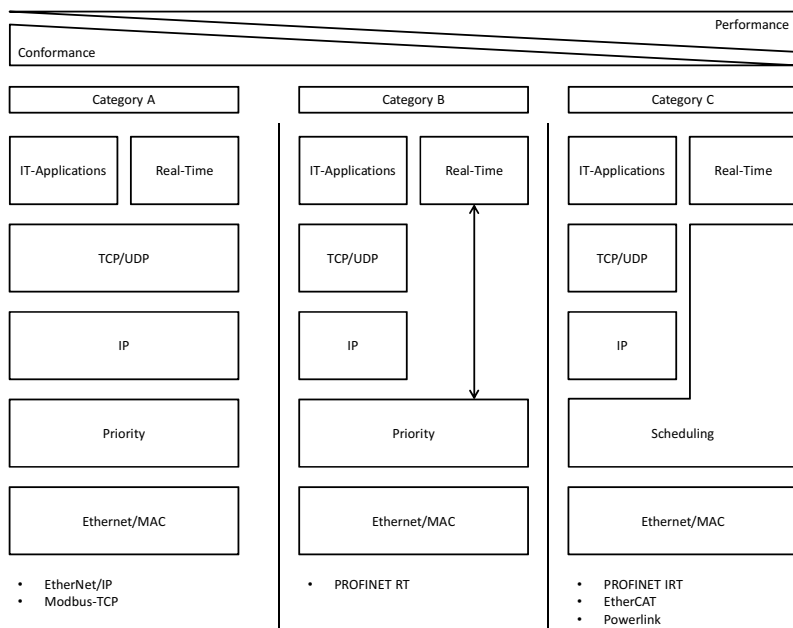 Performance
Conformance
Category A
Category B
Category C
IT-Applications
Real-Time
IT-Applications
Real-Time
IT-Applications
Real-Time
TCP/UDP
TCP/UDP
TCP/UDP
IP
IP
IP
Priority
Priority
Scheduling
Ethernet/MAC
Ethernet/MAC
Ethernet/MAC
• EtherNet/IP
• Modbus-TCP
• PROFINET RT
• PROFINET IRT
• EtherCAT
• Powerlink